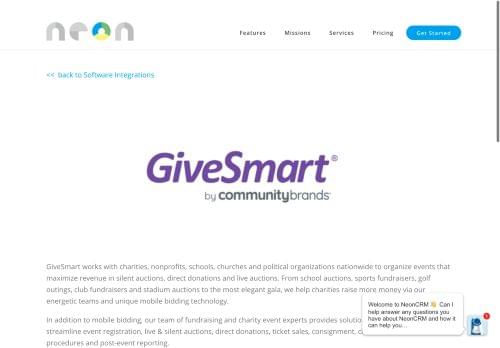 neon
Features Missions Services Pricing Get Started
<< back to Software Integrations
GiveSmart®
by communitybrands
GiveSmart works with charities, nonprofits, schools, churches and political organizations nationwide to organize events that
maximize revenue in silent auctions, direct donations and live auctions. From school auctions, sports fundraisers, golf
outings, club fundraisers and stadium auctions to the most elegant gala, we help charities raise more money via our
energetic teams and unique mobile bidding technology.
In addition to mobile bidding, our team of fundraising and charity event experts provides
streamline event registration, live & silent auctions, direct donations, ticket sales, consignment,
procedures and post-event reporting.
Welcome to NeonCRM 👋 Can I
help answer any questions you
have about NeonCRM and how it
can help you...
1